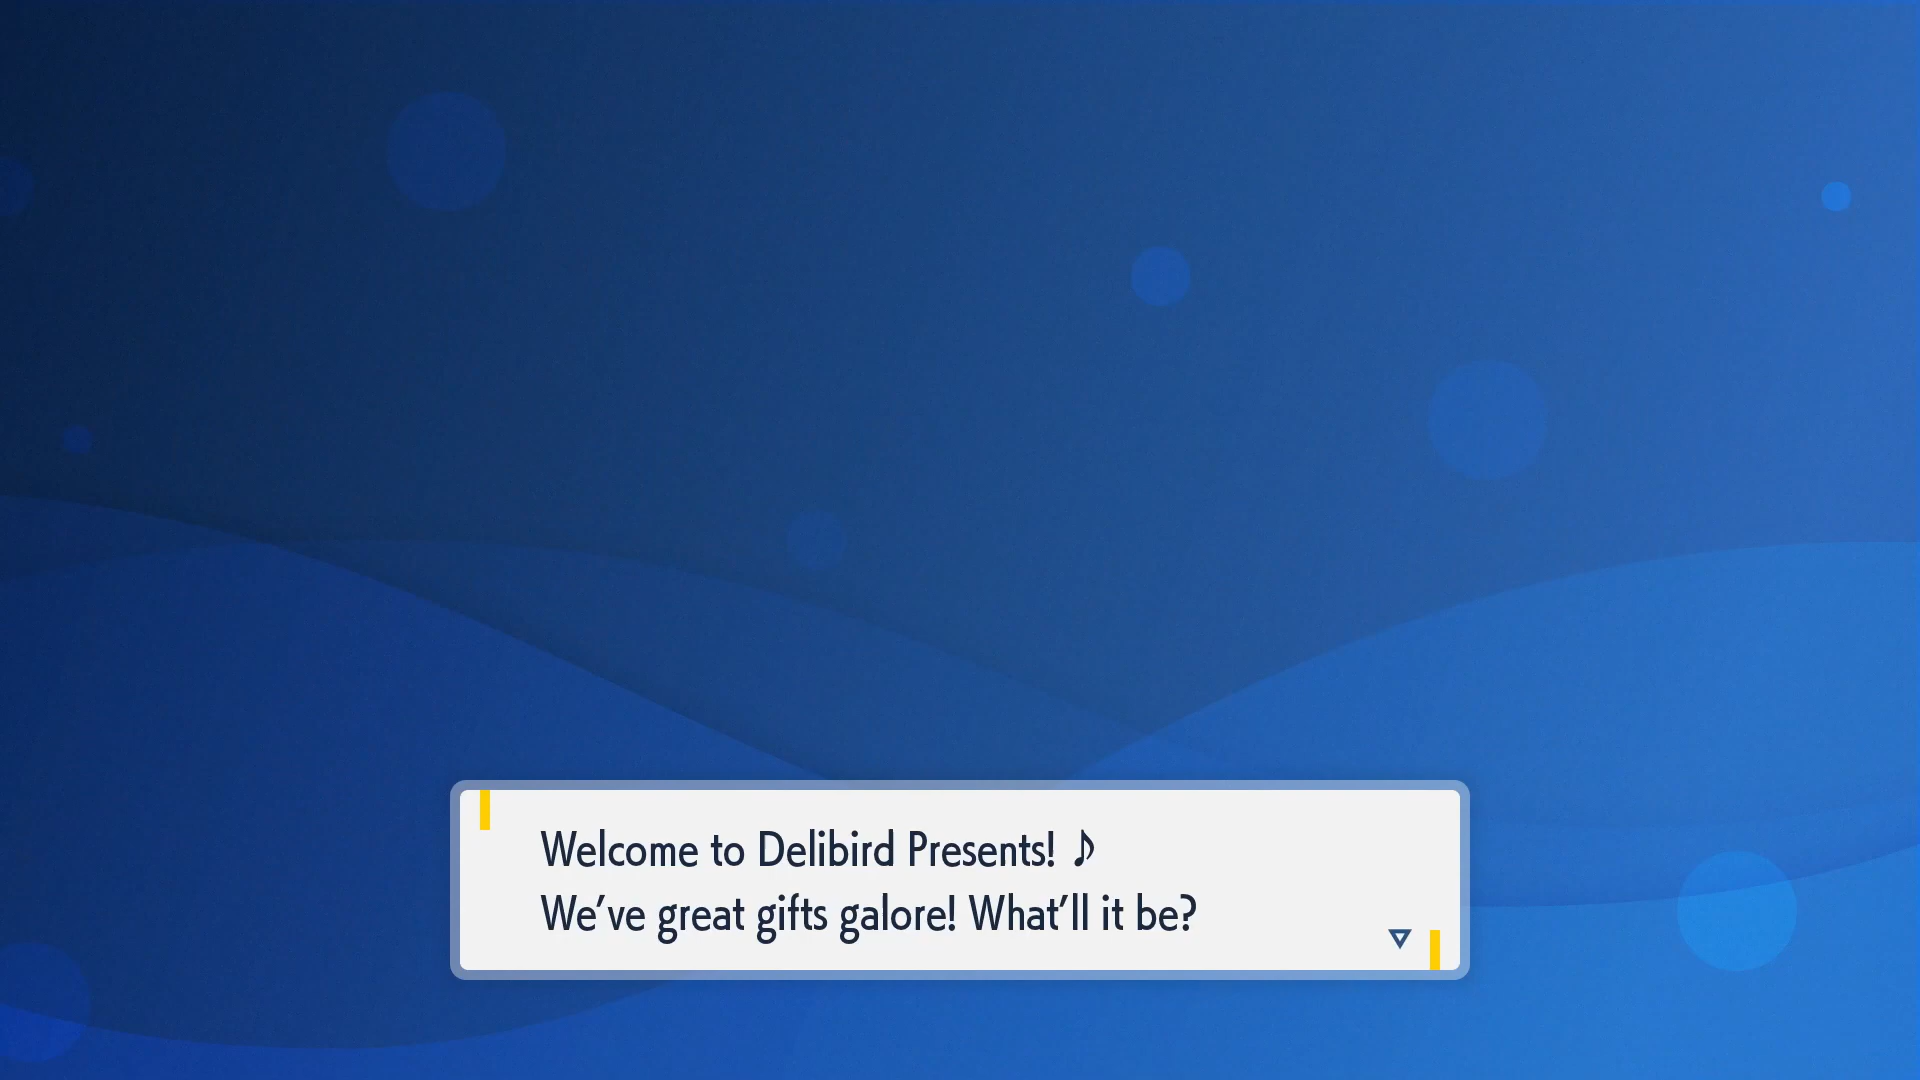 Welcome to Delibird Presents! ♪
We’ve great gifts galore! What’ll it be?